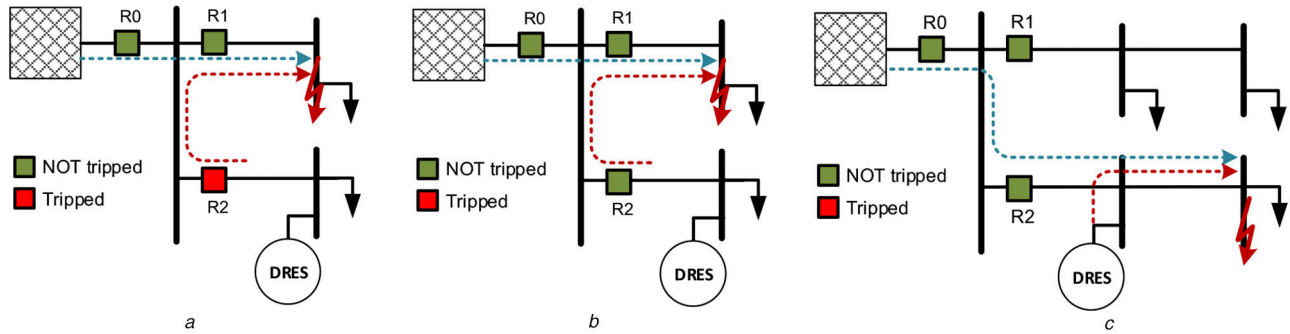 R0
R1
NOT tripped
Tripped
R2
DRES
a
R0
R1
NOT tripped
Tripped
R2
DRES
b
R0
R1
NOT tripped
Tripped
R2
DRES
c